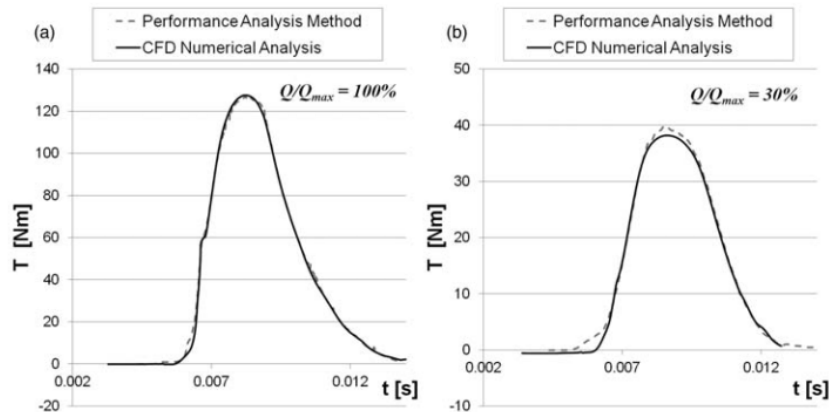 (a)
Performance Analysis Method
CFD Numerical Analysis
Q/Qmax = 100%
T [Nm]
140
120
100
80
60
40
20
0
-20
0.002
0.007
0.012
t [s]
(b)
Performance Analysis Method
CFD Numerical Analysis
Q/Qmax = 30%
T [Nm]
50
40
30
20
10
0
-10
0.002
0.007
0.012
t [s]